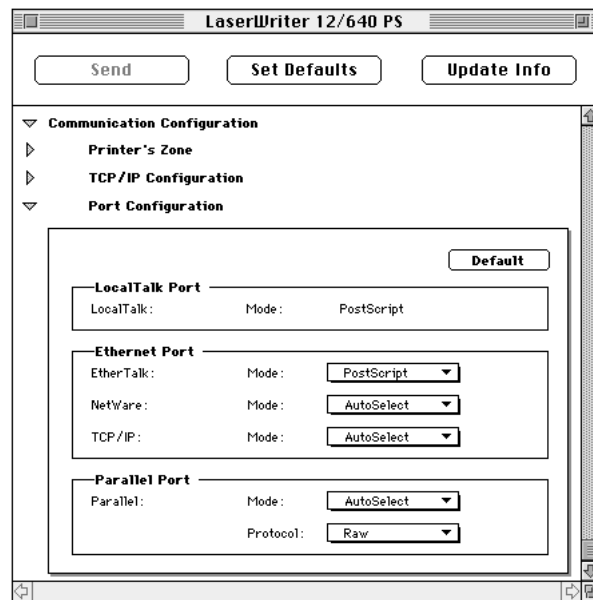 LaserWriter 12/640 PS
Send Set Defaults Update Info
Communication Configuration
Printer's Zone
TCP/IP Configuration
Port Configuration
Default
LocalTalk Port
LocalTalk: Mode: PostScript
Ethernet Port
EtherTalk: Mode: PostScript
NetWare: Mode: AutoSelect
TCP/IP: Mode: AutoSelect
Parallel Port
Parallel: Mode: AutoSelect
Protocol: Raw